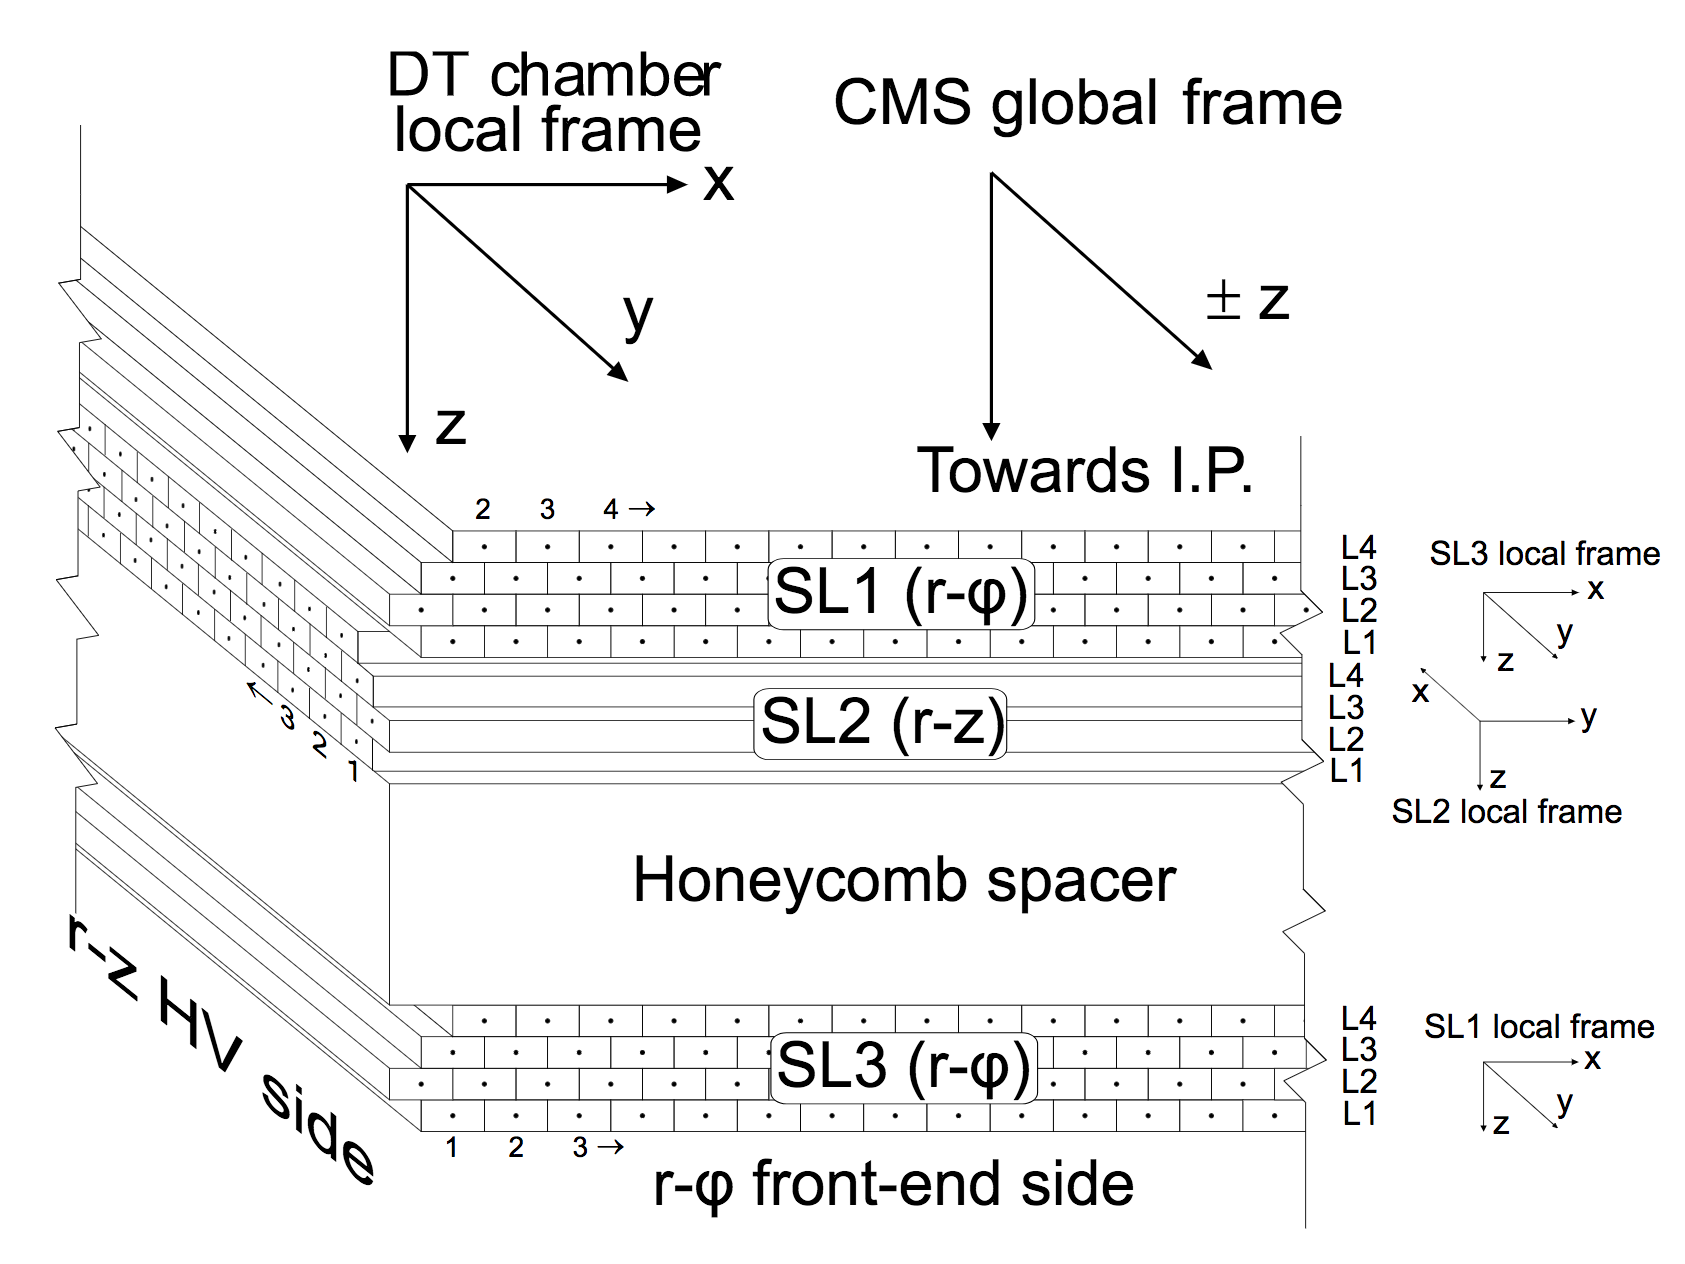 DT chamber
local frame
x
y
z
CMS global frame
± z
Towards I.P.
2 3 4 →
SL1 (r-φ)
L4
L3
L2
L1
SL3 local frame
x
y
z
SL2 (r-z)
L4
L3
L2
L1
x
y
z
SL2 local frame
← 3 2 1
Honeycomb spacer
r-z HV side
SL3 (r-φ)
L4
L3
L2
L1
SL1 local frame
x
y
z
1 2 3 →
r-φ front-end side